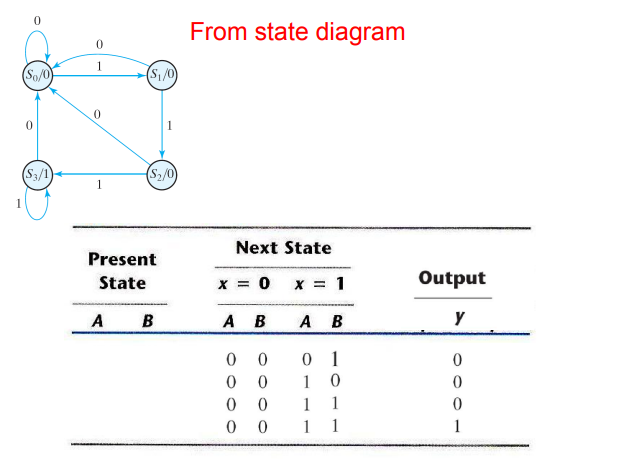 0
From state diagram
0
1
S0/0
S1/0
0
0
1
S3/1
S2/0
1
1
Next State
Present
State
Output
x = 0 x = 1
A B A B A B y
0 0 0 1 0
0 0 1 0 0
0 0 1 1 0
0 0 1 1 1